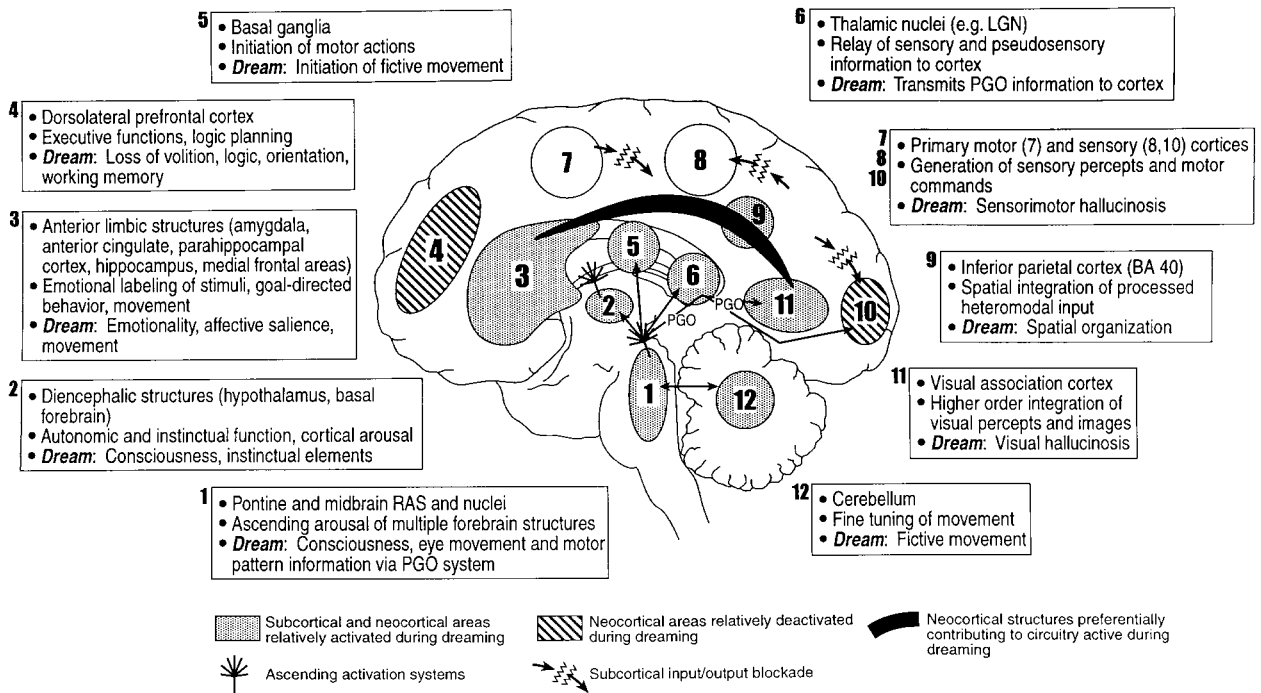 5
• Basal ganglia
• Initiation of motor actions
• Dream: Initiation of fictive movement
6
• Thalamic nuclei (e.g. LGN)
• Relay of sensory and pseudosensory
information to cortex
• Dream: Transmits PGO information to cortex
4
• Dorsolateral prefrontal cortex
• Executive functions, logic planning
• Dream: Loss of volition, logic, orientation,
working memory
7
8
10
• Primary motor (7) and sensory (8,10) cortices
• Generation of sensory percepts and motor
commands
• Dream: Sensorimotor hallucinosis
3
• Anterior limbic structures (amygdala,
anterior cingulate, parahippocampal
cortex, hippocampus, medial frontal areas)
• Emotional labeling of stimuli, goal-directed
behavior, movement
• Dream: Emotionality, affective salience,
movement
9
• Inferior parietal cortex (BA 40)
• Spatial integration of processed
heteromodal input
• Dream: Spatial organization
2
• Diencephalic structures (hypothalamus, basal
forebrain)
• Autonomic and instinctual function, cortical arousal
• Dream: Consciousness, instinctual elements
11
• Visual association cortex
• Higher order integration of
visual percepts and images
• Dream: Visual hallucinosis
1
• Pontine and midbrain RAS and nuclei
• Ascending arousal of multiple forebrain structures
• Dream: Consciousness, eye movement and motor
pattern information via PGO system
12
• Cerebellum
• Fine tuning of movement
• Dream: Fictive movement
7
8
9
4
5
3
6
2
PGO
PGO
11
10
1
12
Subcortical and neocortical areas
relatively activated during dreaming
Neocortical areas relatively deactivated
during dreaming
Neocortical structures preferentially
contributing to circuitry active during
dreaming
Ascending activation systems
Subcortical input/output blockade